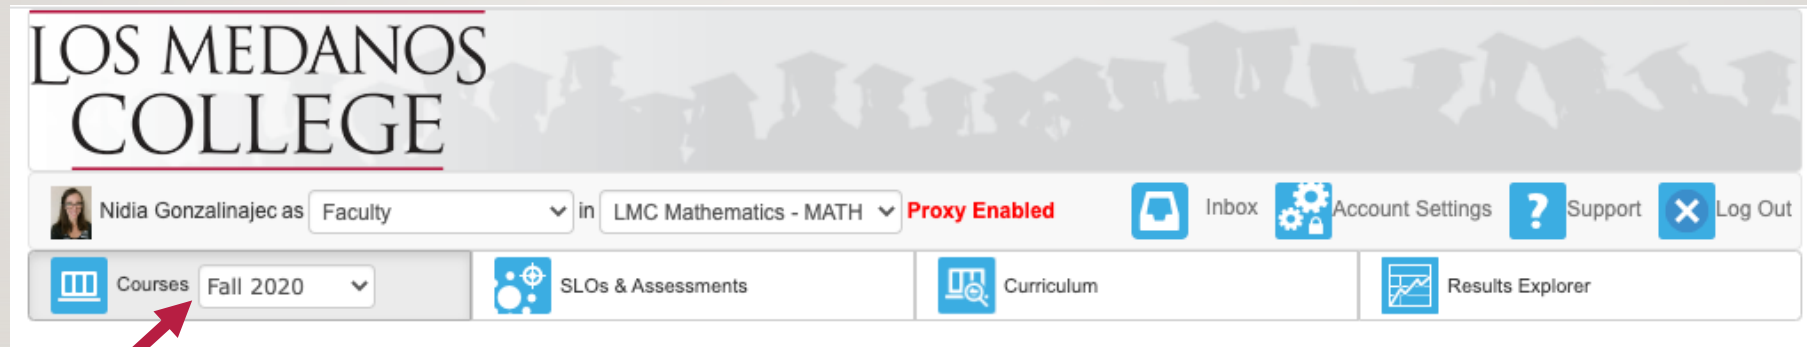 LOS MEDANOS
COLLEGE
Nidia Gonzalinajec as Faculty in LMC Mathematics - MATH Proxy Enabled Inbox Account Settings ? Support Log Out
Courses Fall 2020 SLOs & Assessments Curriculum Results Explorer